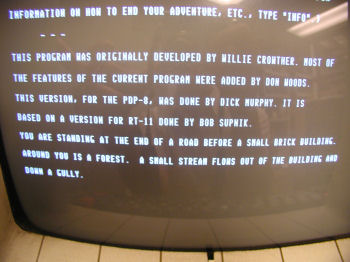 INFORMATION ON HOW TO END YOUR ADVENTURE, ETC., TYPE "INFO" )
- - -
THIS PROGRAM WAS ORIGINALLY DEVELOPED BY WILLIE CROWTHER. MOST OF
THE FEATURES OF THE CURRENT PROGRAM WERE ADDED BY DON WOODS.
THIS VERSION, FOR THE PDP-8, WAS DONE BY DICK MURPHY. IT IS
BASED ON A VERSION FOR RT-11 DONE BY BOB SUPNIK.
YOU ARE STANDING AT THE END OF A ROAD BEFORE A SMALL BRICK BUILDING.
AROUND YOU IS A FOREST. A SMALL STREAM FLOWS OUT OF THE BUILDING AND
DOWN A GULLY.